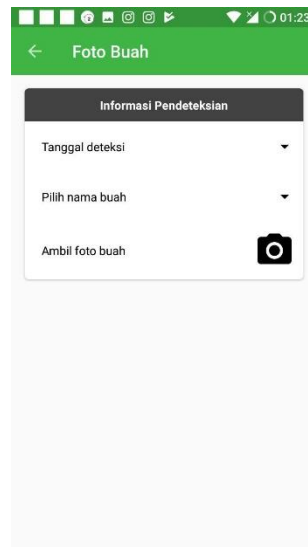 01:23
Foto Buah
Informasi Pendeteksian
Tanggal deteksi
Pilih nama buah
Ambil foto buah